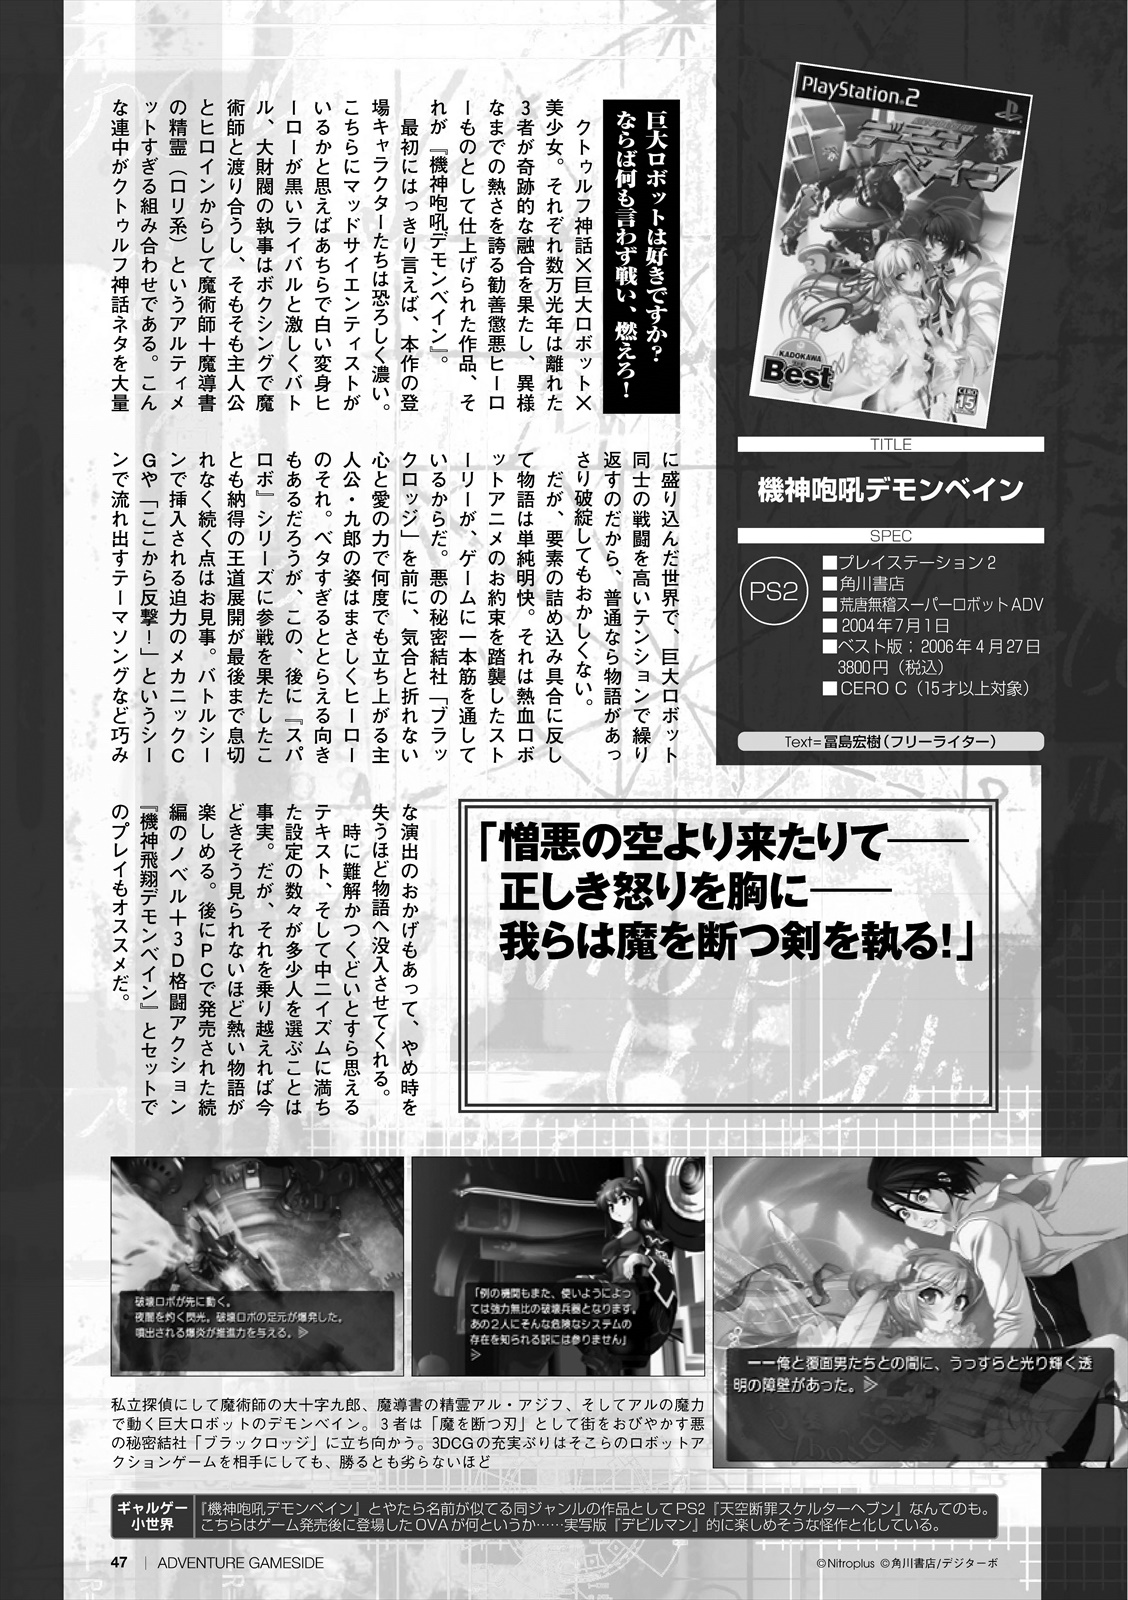 PlayStation 2
デモンベイン
KADOKAWA
THE
Best
CERO
15
TITLE
機神咆吼デモンベイン
SPEC
PS2
■プレイステーション2
■角川書店
■荒唐無稽スーパーロボットADV
■2004年7月1日
■ベスト版：2006年4月27日
3800円（税込）
■CERO C（15才以上対象）
Text=冨島宏樹（フリーライター）
巨大ロボットは好きですか？
ならば何も言わず戦い、燃えろ！
クトゥルフ神話×巨大ロボット×
美少女。それぞれ数万光年は離れた
3者が奇跡的な融合を果たし、異様
なまでの熱さを誇る勧善懲悪ヒーロ
ーものとして仕上げられた作品、そ
れが『機神咆吼デモンベイン』。
最初にはっきり言えば、本作の登
場キャラクターたちは恐ろしく濃い。
こちらにマッドサイエンティストが
いるかと思えばあちらで白い変身ヒ
ーローが黒いライバルと激しくバト
ル、大財閥の執事はボクシングで魔
術師と渡り合うし、そもそも主人公
とヒロインからして魔術師＋魔導書
の精霊（ロリ系）というアルティメ
ットすぎる組み合わせである。こん
な連中がクトゥルフ神話ネタを大量
に盛り込んだ世界で、巨大ロボット
同士の戦闘を高いテンションで繰り
返すのだから、普通なら物語があっ
さり破綻してもおかしくない。
だが、要素の詰め込み具合に反し
て物語は単純明快。それは熱血ロボ
ットアニメのお約束を踏襲したスト
ーリーが、ゲームに一本筋を通して
いるからだ。悪の秘密結社「ブラッ
クロッジ」を前に、気合と折れない
心と愛の力で何度でも立ち上がる主
人公・九郎の姿はまさしくヒーロー
のそれ。ベタすぎるととらえる向き
もあるだろうが、この、後に『スパ
ロボ』シリーズに参戦を果たしたこ
とも納得の王道展開が最後まで息切
れなく続く点はお見事。バトルシー
ンで挿入される迫力のメカニックC
Gや「ここから反撃！」というシー
ンで流れ出すテーマソングなど巧み
な演出のおかげもあって、やめ時を
失うほど物語へ没入させてくれる。
時に難解かつくどいとすら思える
テキスト、そして中二イズムに満ち
た設定の数々が多少人を選ぶことは
事実。だが、それを乗り越えれば今
どきそう見られないほど熱い物語が
楽しめる。後にPCで発売された続
編のノベル＋3D格闘アクション
『機神飛翔デモンベイン』とセットで
のプレイもオススメだ。
「憎悪の空より来たりて――
正しき怒りを胸に――
我らは魔を断つ剣を執る！」
破壊ロボが先に動く。
夜闇を灼く閃光。破壊ロボの足元が爆発した。
噴出される爆炎が推進力を与える。
「例の機関もまた、使いようによっ
ては強力無比の破壊兵器となります。
あの2人にそんな危険なシステムの
存在を知られる訳には参りません」
――俺と覆面男たちとの間に、うっすらと光り輝く透
明の障壁があった。
私立探偵にして魔術師の大十字九郎、魔導書の精霊アル・アジフ、そしてアルの魔力
で動く巨大ロボットのデモンベイン。3者は「魔を断つ刃」として街をおびやかす悪
の秘密結社「ブラックロッジ」に立ち向かう。3DCGの充実ぶりはそこらのロボットア
クションゲームを相手にしても、勝るとも劣らないほど
ギャルゲー
小世界
『機神咆吼デモンベイン』とやたら名前が似てる同ジャンルの作品としてPS2『天空断罪スケルターヘブン』なんてのも。
こちらはゲーム発売後に登場したOVAが何というか……実写版『デビルマン』的に楽しめそうな怪作と化している。
47 | ADVENTURE GAMESIDE
©Nitroplus ©角川書店/デジターボ